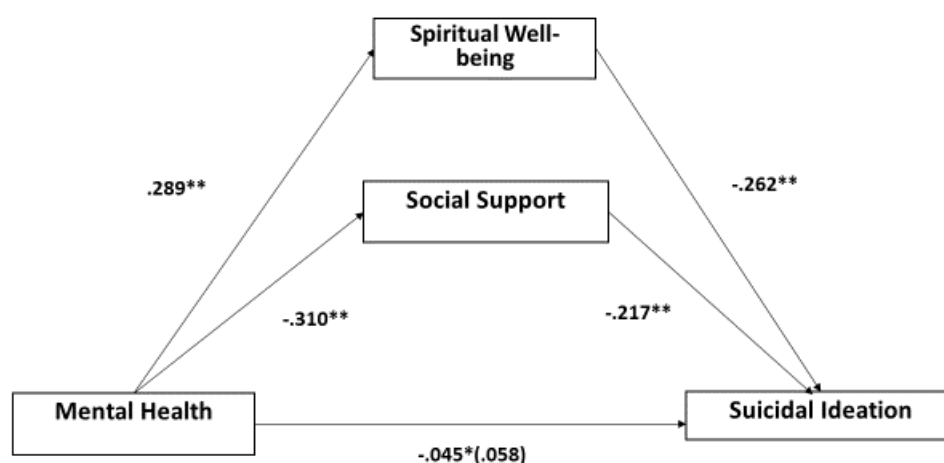 Spiritual Well-
being
.289**
-.262**
Social Support
-.310**
-.217**
Mental Health
Suicidal Ideation
-.045*(.058)